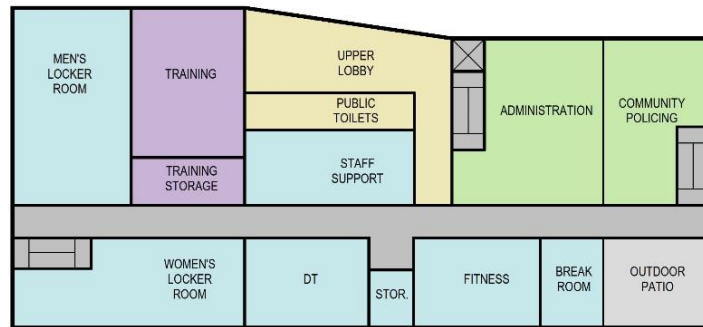 MEN'S
LOCKER
ROOM
TRAINING
UPPER
LOBBY
PUBLIC
TOILETS
ADMINISTRATION
COMMUNITY
POLICING
TRAINING
STORAGE
STAFF
SUPPORT
WOMEN'S
LOCKER
ROOM
DT
STOR.
FITNESS
BREAK
ROOM
OUTDOOR
PATIO